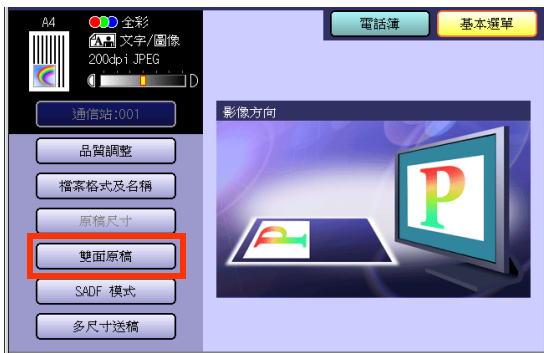 A4
全彩
A 文字/圖像
200dpi JPEG
D
電話簿
基本選單
通信站:001
影像方向
品質調整
檔案格式及名稱
原稿尺寸
雙面原稿
SADF 模式
多尺寸送稿
P
P